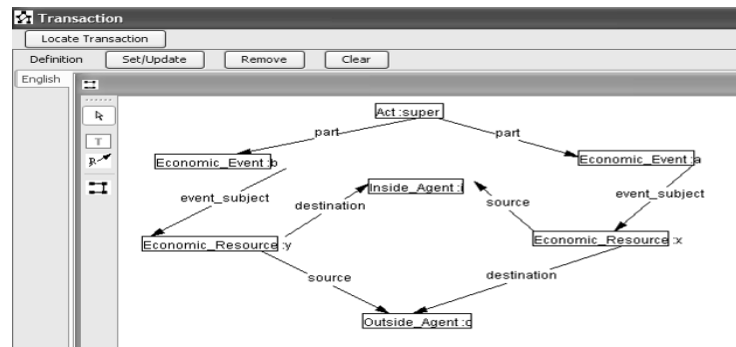 Transaction
Locate Transaction
Definition Set/Update Remove Clear
English
T
R
Act :super
part part
Economic_Event :b Economic_Event :a
Inside_Agent :i
event_subject destination source event_subject
Economic_Resource :y Economic_Resource :x
source destination
Outside_Agent :o